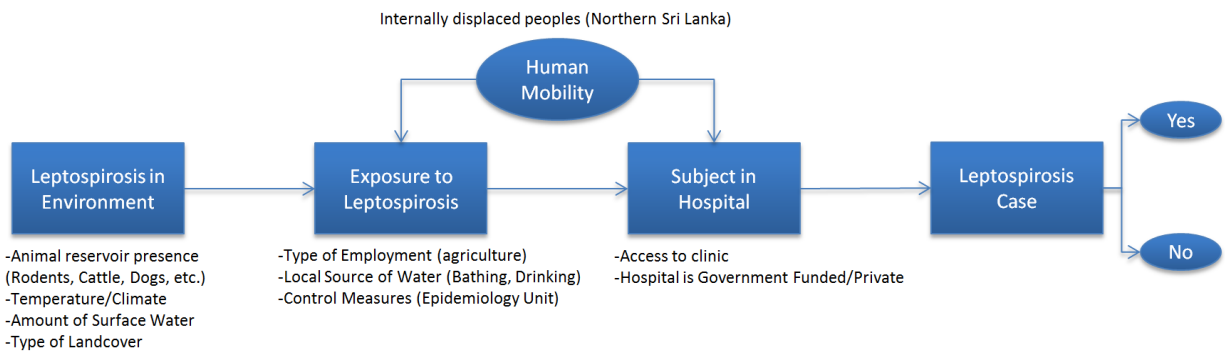 Internally displaced peoples (Northern Sri Lanka)
Human
Mobility
Leptospirosis in
Environment
Exposure to
Leptospirosis
Subject in
Hospital
Leptospirosis
Case
Yes
No
-Animal reservoir presence
(Rodents, Cattle, Dogs, etc.)
-Temperature/Climate
-Amount of Surface Water
-Type of Landcover
-Type of Employment (agriculture)
-Local Source of Water (Bathing, Drinking)
-Control Measures (Epidemiology Unit)
-Access to clinic
-Hospital is Government Funded/Private